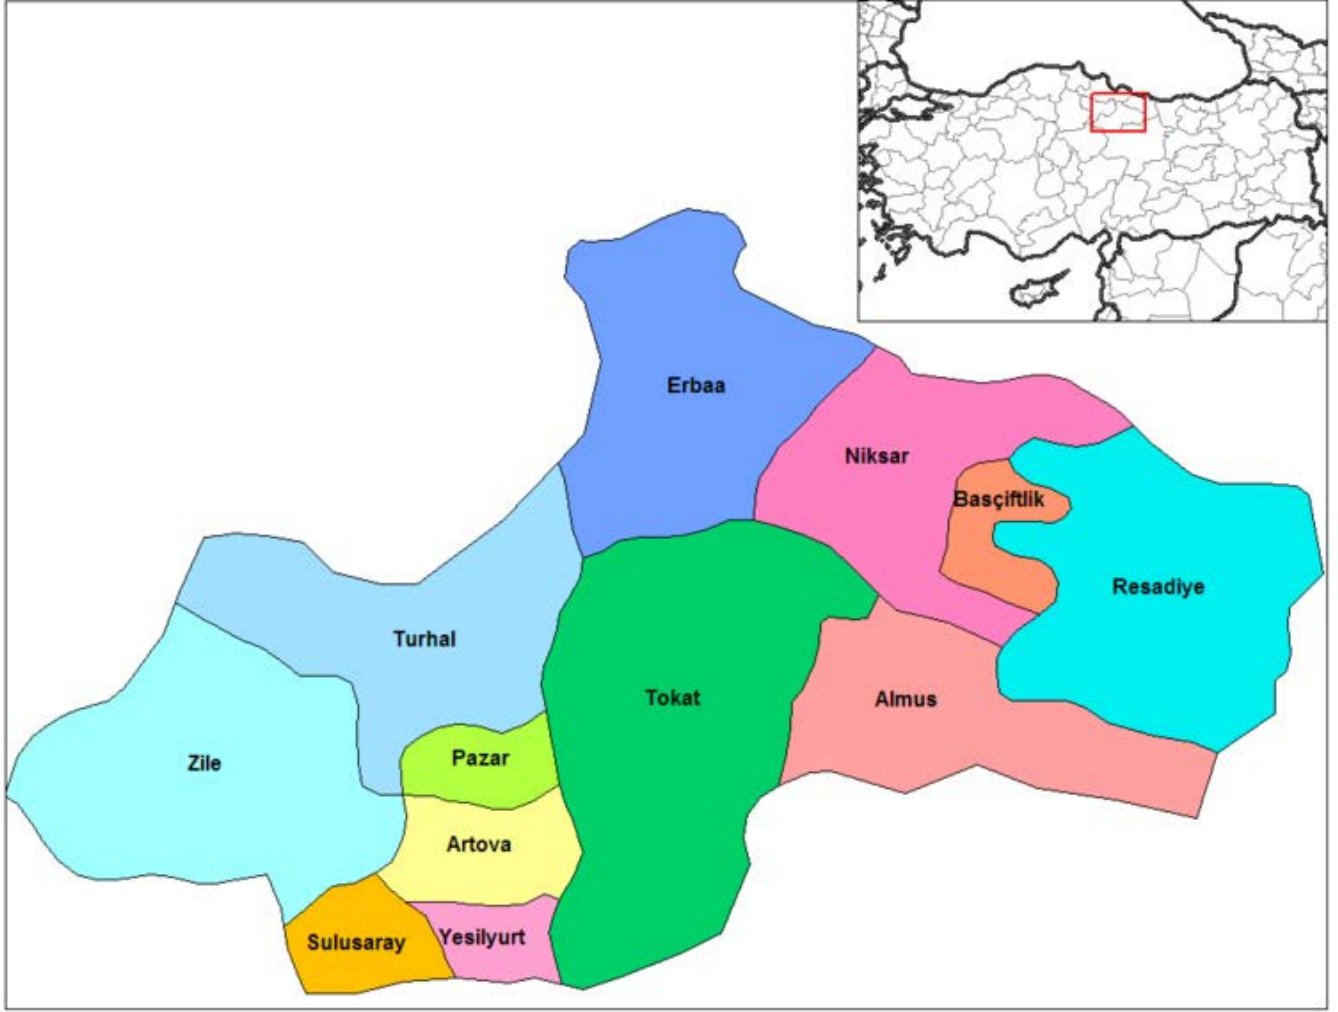 Erbaa
Niksar
Basçiftlik
Resadiye
Turhal
Tokat
Almus
Zile
Pazar
Artova
Sulusaray
Yesilyurt